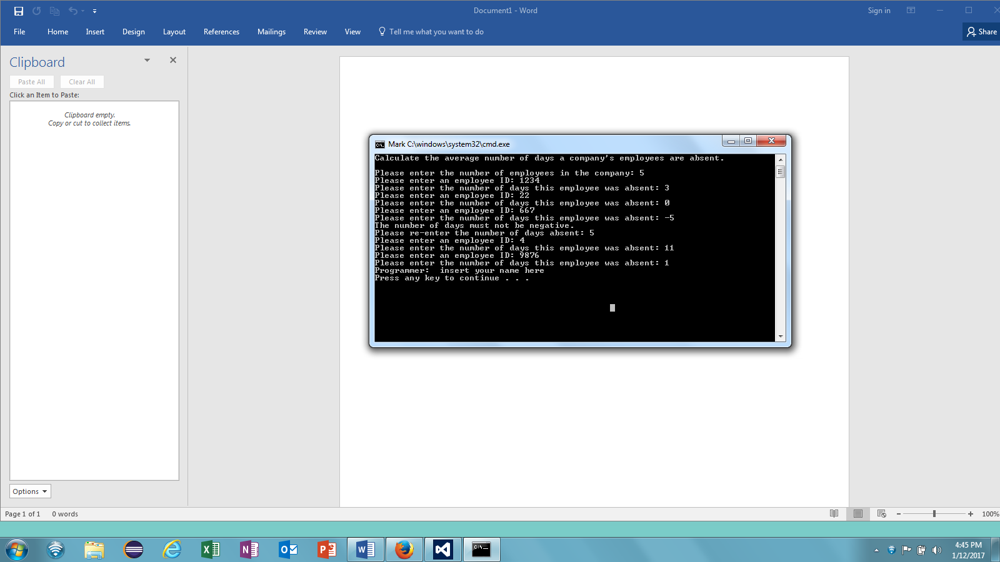 Document1 - Word
Sign in
File Home Insert Design Layout References Mailings Review View Tell me what you want to do
Share
Clipboard
Paste All Clear All
Click an Item to Paste:
Clipboard empty.
Copy or cut to collect items.
Mark C:\windows\system32\cmd.exe
Calculate the average number of days a company's employees are absent.
Please enter the number of employees in the company: 5
Please enter an employee ID: 1234
Please enter the number of days this employee was absent: 3
Please enter an employee ID: 22
Please enter the number of days this employee was absent: 0
Please enter an employee ID: 667
Please enter the number of days this employee was absent: -5
The number of days must not be negative.
Please re-enter the number of days absent: 5
Please enter an employee ID: 4
Please enter the number of days this employee was absent: 11
Please enter an employee ID: 9876
Please enter the number of days this employee was absent: 1
Programmer:  insert your name here
Press any key to continue . . .
Options
Page 1 of 1 0 words
100%
4:45 PM
1/12/2017